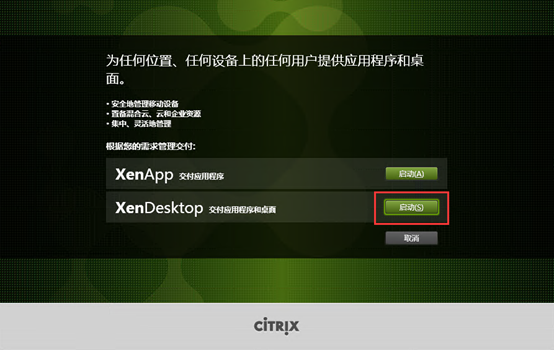 为任何位置、任何设备上的任何用户提供应用程序和桌
面。
• 安全地管理移动设备
• 置备混合云、云和企业资源
• 集中、灵活地管理
根据您的需求管理交付:
XenApp 交付应用程序 启动(A)
XenDesktop 交付应用程序和桌面 启动(S)
取消
CITRIX